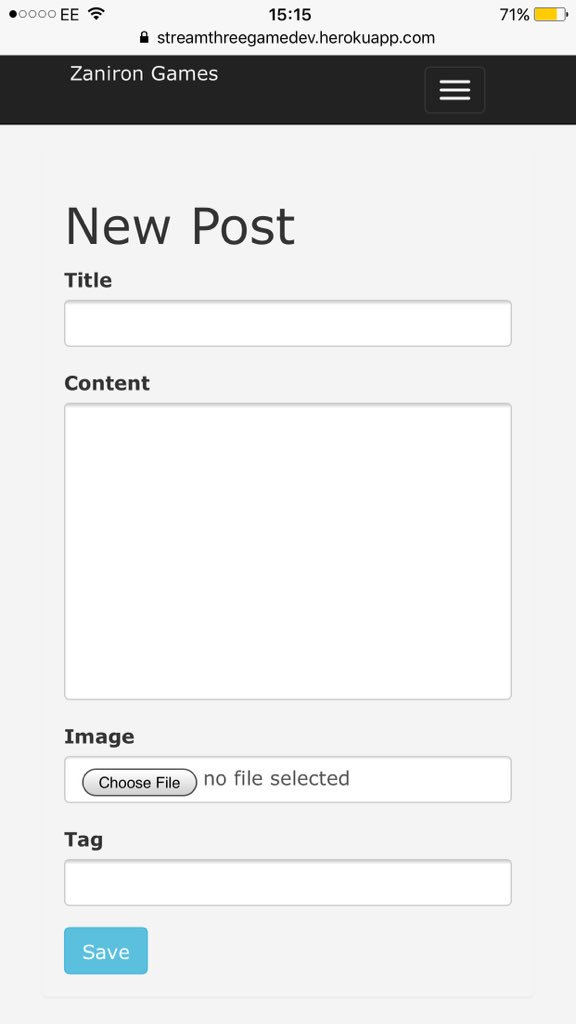 EE 15:15 71%
streamthreegamedev.herokuapp.com
Zaniron Games
New Post
Title
Content
Image
Choose File no file selected
Tag
Save